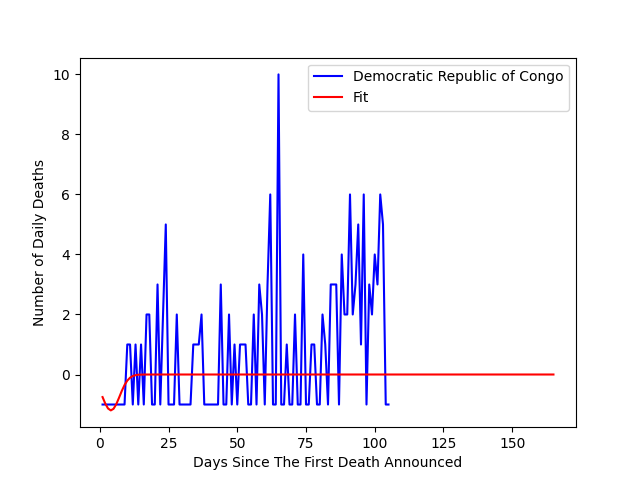 Democratic Republic of Congo
Fit
10
8
6
4
2
0
Number of Daily Deaths
0 25 50 75 100 125 150
Days Since The First Death Announced